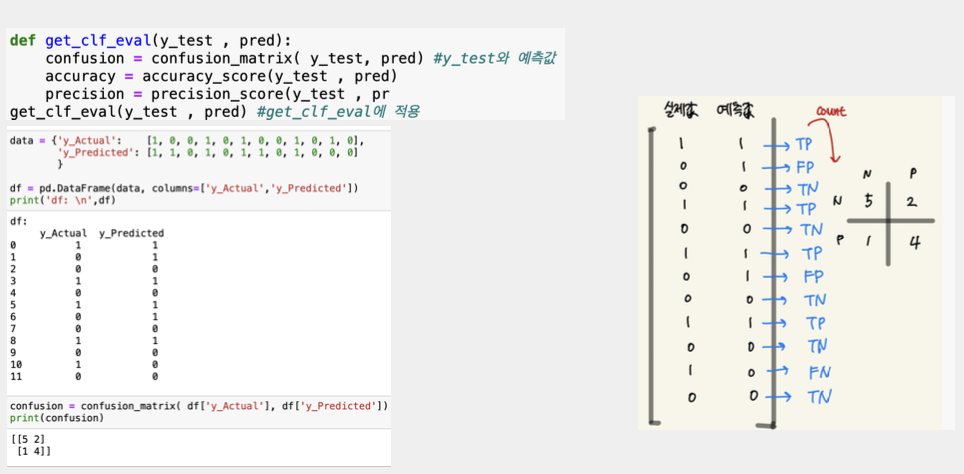 def get_clf_eval(y_test , pred):
confusion = confusion_matrix( y_test, pred) #y_test와 예측값
accuracy = accuracy_score(y_test , pred)
precision = precision_score(y_test , pr
get_clf_eval(y_test , pred) #get_clf_eval에 적용
data = {'y_Actual': [1, 0, 0, 1, 0, 1, 0, 0, 1, 0, 1, 0],
'y_Predicted': [1, 1, 0, 1, 0, 1, 1, 0, 1, 0, 0, 0]
}
df = pd.DataFrame(data, columns=['y_Actual','y_Predicted'])
print('df: \n',df)
df:
y_Actual y_Predicted
0 1 1
1 0 1
2 0 0
3 1 1
4 0 0
5 1 1
6 0 1
7 0 0
8 1 1
9 0 0
10 1 0
11 0 0
confusion = confusion_matrix( df['y_Actual'], df['y_Predicted'])
print(confusion)
[[5 2]
[1 4]]
실제값 예측값 count
1 1 → TP
0 1 → FP
0 0 → TN
1 1 → TP
0 0 → TN
1 1 → TP
0 1 → FP
0 0 → TN
1 1 → TP
0 0 → TN
1 0 → FN
0 0 → TN
N P
N 5 2
P 1 4